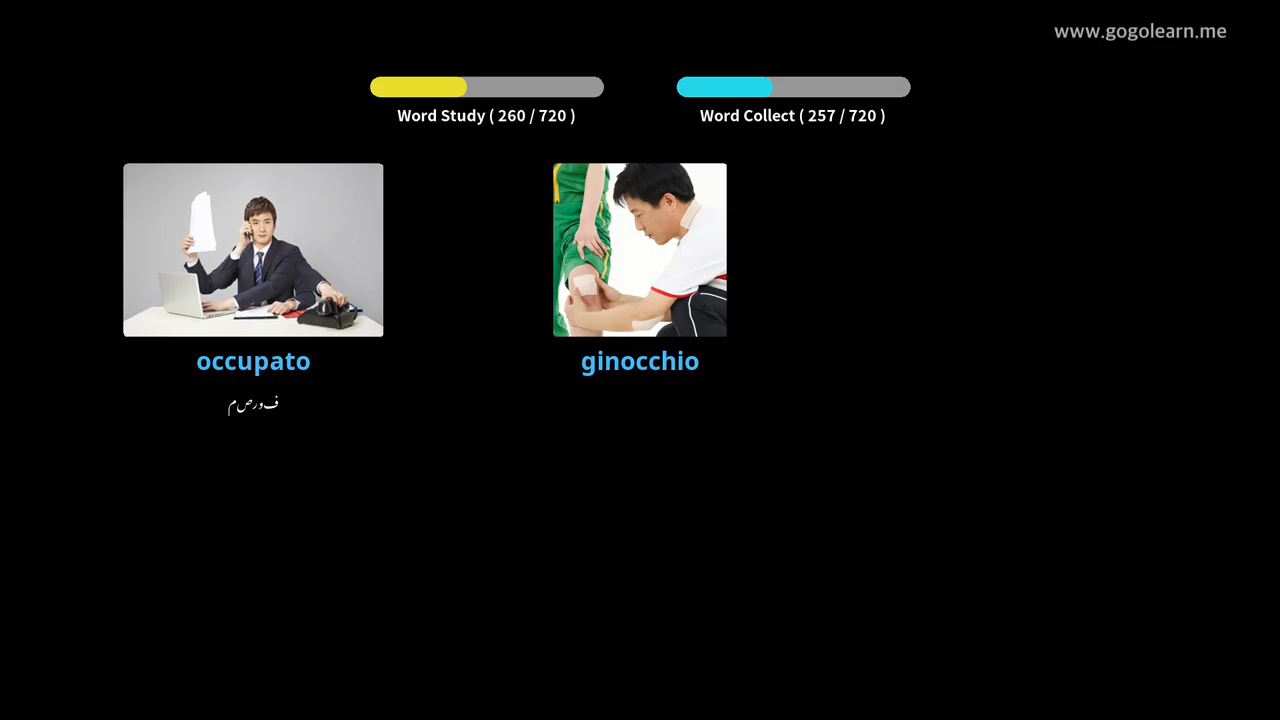 www.gogolearn.me
Word Study ( 260 / 720 )
Word Collect ( 257 / 720 )
occupato
ginocchio
مصروف